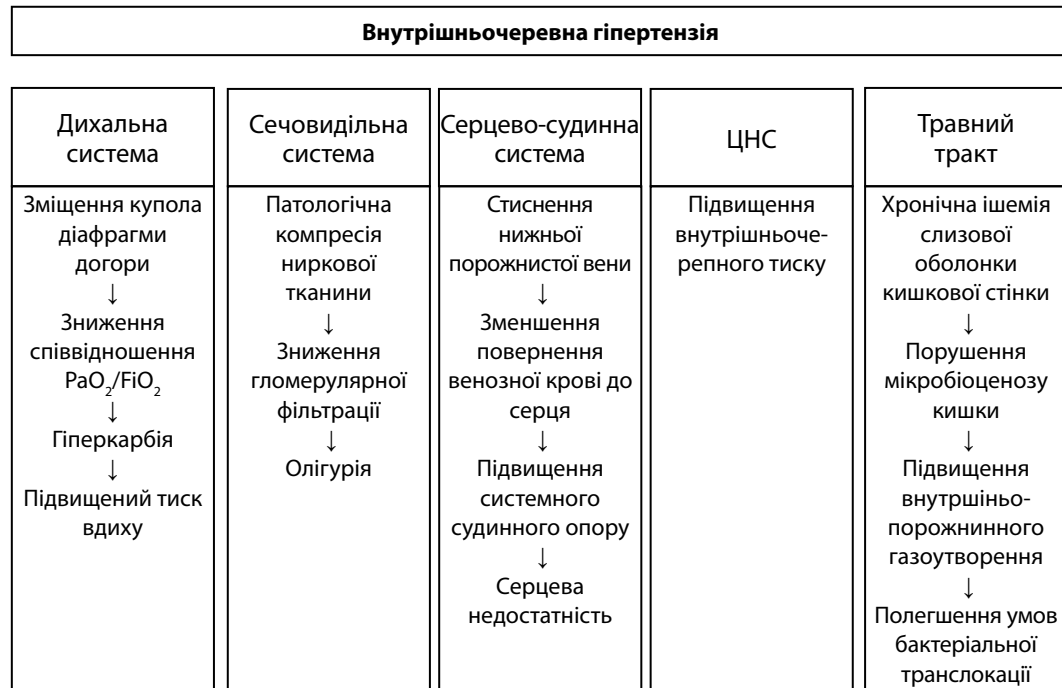 Внутрішньочеревна гіпертензія
Дихальна
система
Зміщення купола
діафрагми
догори
↓
Зниження
співвідношення
PaO₂/FiO₂
↓
Гіперкарбія
↓
Підвищений тиск
вдиху
Сечовидільна
система
Патологічна
компресія
ниркової
тканини
↓
Зниження
гломерулярної
фільтрації
↓
Олігурія
Серцево-судинна
система
Стиснення
нижньої
порожнистої вени
↓
Зменшення
повернення
венозної крові до
серця
↓
Підвищення
системного
судинного опору
↓
Серцева
недостатність
ЦНС
Підвищення
внутрішньоче-
репного тиску
Травний
тракт
Хронічна ішемія
слизової
оболонки
кишкової стінки
↓
Порушення
мікробіоценозу
кишки
↓
Підвищення
внутршіньо-
порожнинного
газоутворення
↓
Полегшення умов
бактеріальної
транслокації